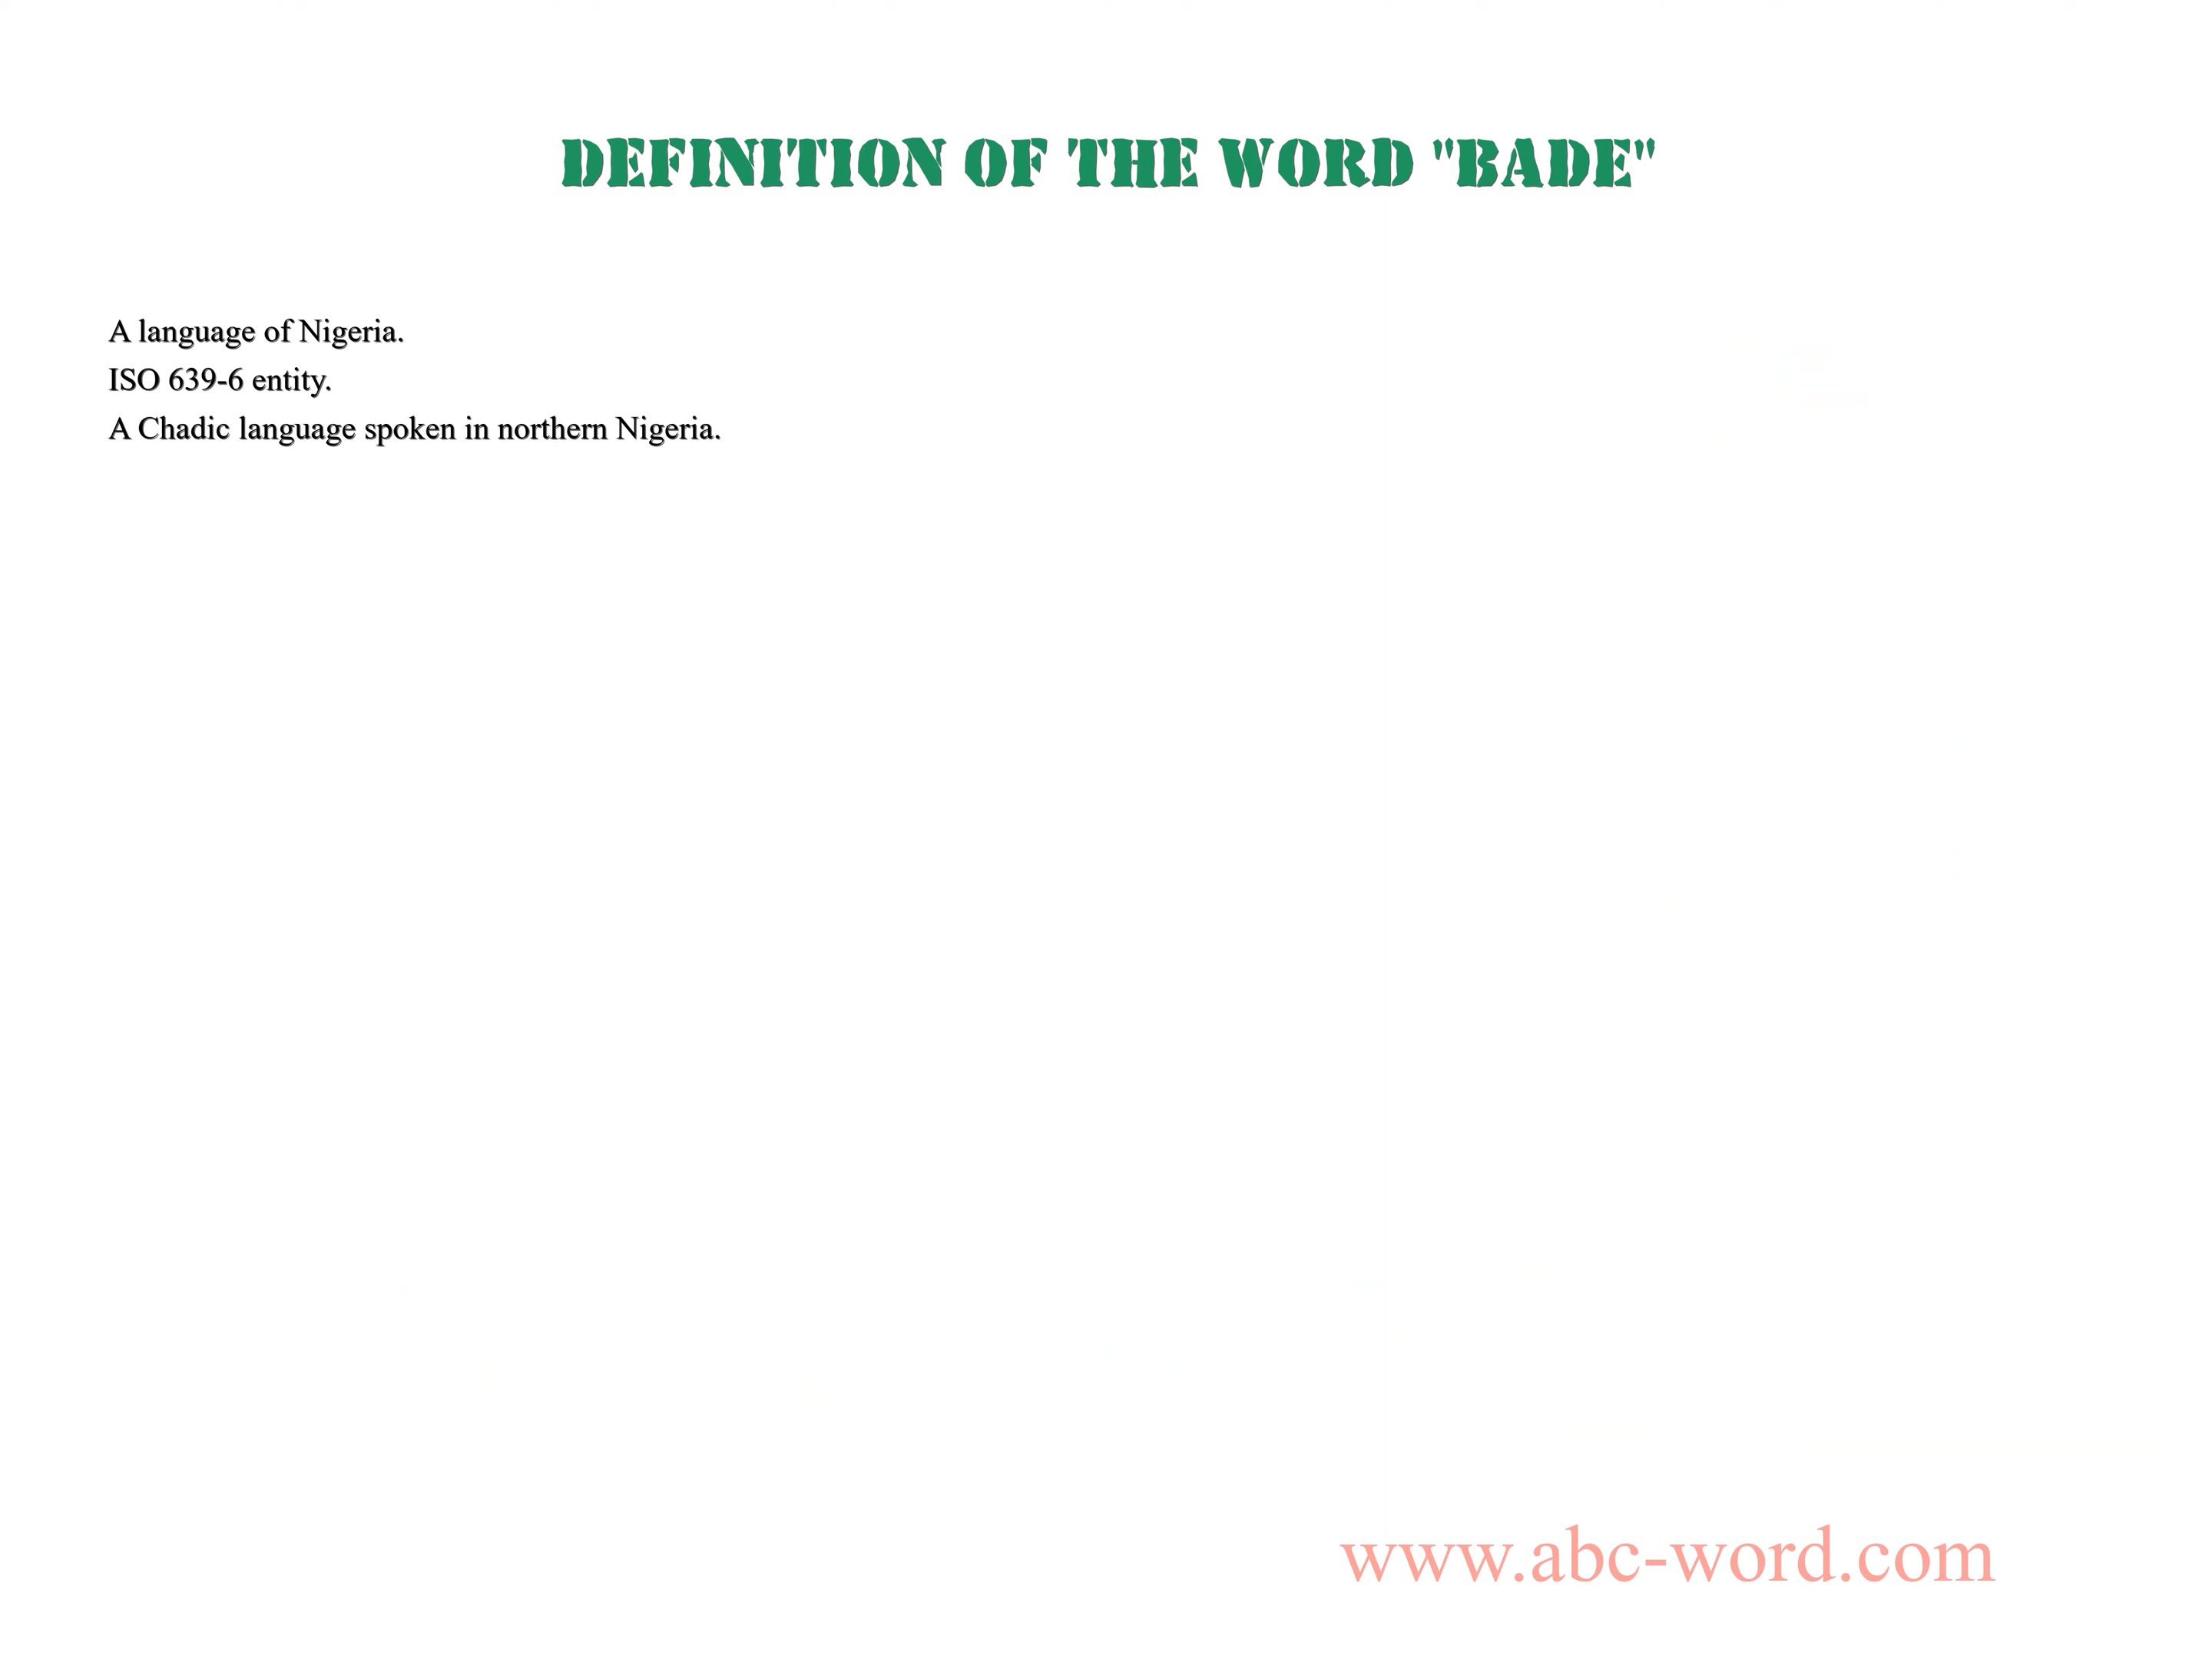 DEFINITION OF THE WORD "BADE"
A language of Nigeria.
ISO 639-6 entity.
A Chadic language spoken in northern Nigeria.
www.abc-word.com